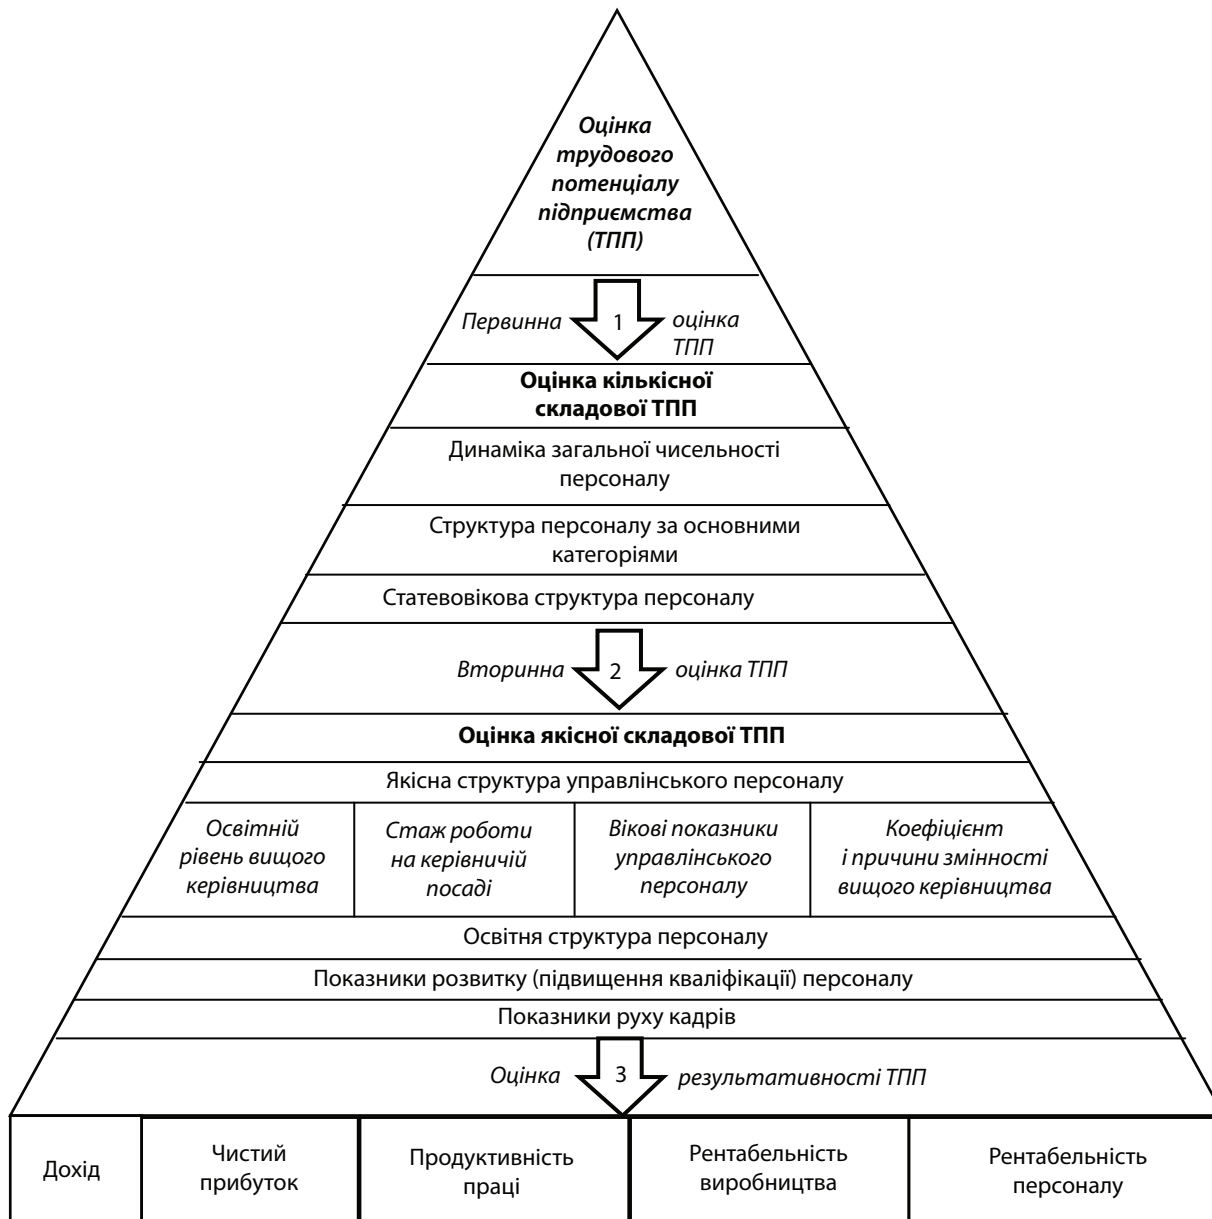 Оцінка
трудового
потенціалу
підприємства
(ТПП)
Первинна 1 оцінка
ТПП
Оцінка кількісної
складової ТПП
Динаміка загальної чисельності
персоналу
Структура персоналу за основними
категоріями
Статевовікова структура персоналу
Вторинна 2 оцінка ТПП
Оцінка якісної складової ТПП
Якісна структура управлінського персоналу
Освітній
рівень вищого
керівництва
Стаж роботи
на керівничій
посаді
Вікові показники
управлінського
персоналу
Коефіцієнт
і причини змінності
вищого керівництва
Освітня структура персоналу
Показники розвитку (підвищення кваліфікації) персоналу
Показники руху кадрів
Оцінка 3 результативності ТПП
Дохід
Чистий
прибуток
Продуктивність
праці
Рентабельність
виробництва
Рентабельність
персоналу